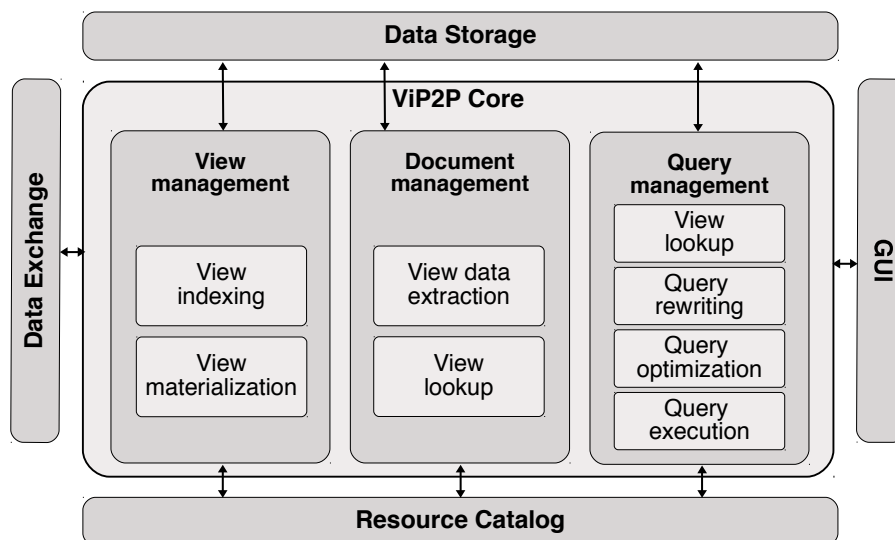 Data Storage
ViP2P Core
Data Exchange
View
management
View
indexing
View
materialization
Document
management
View data
extraction
View
lookup
Query
management
View
lookup
Query
rewriting
Query
optimization
Query
execution
GUI
Resource Catalog